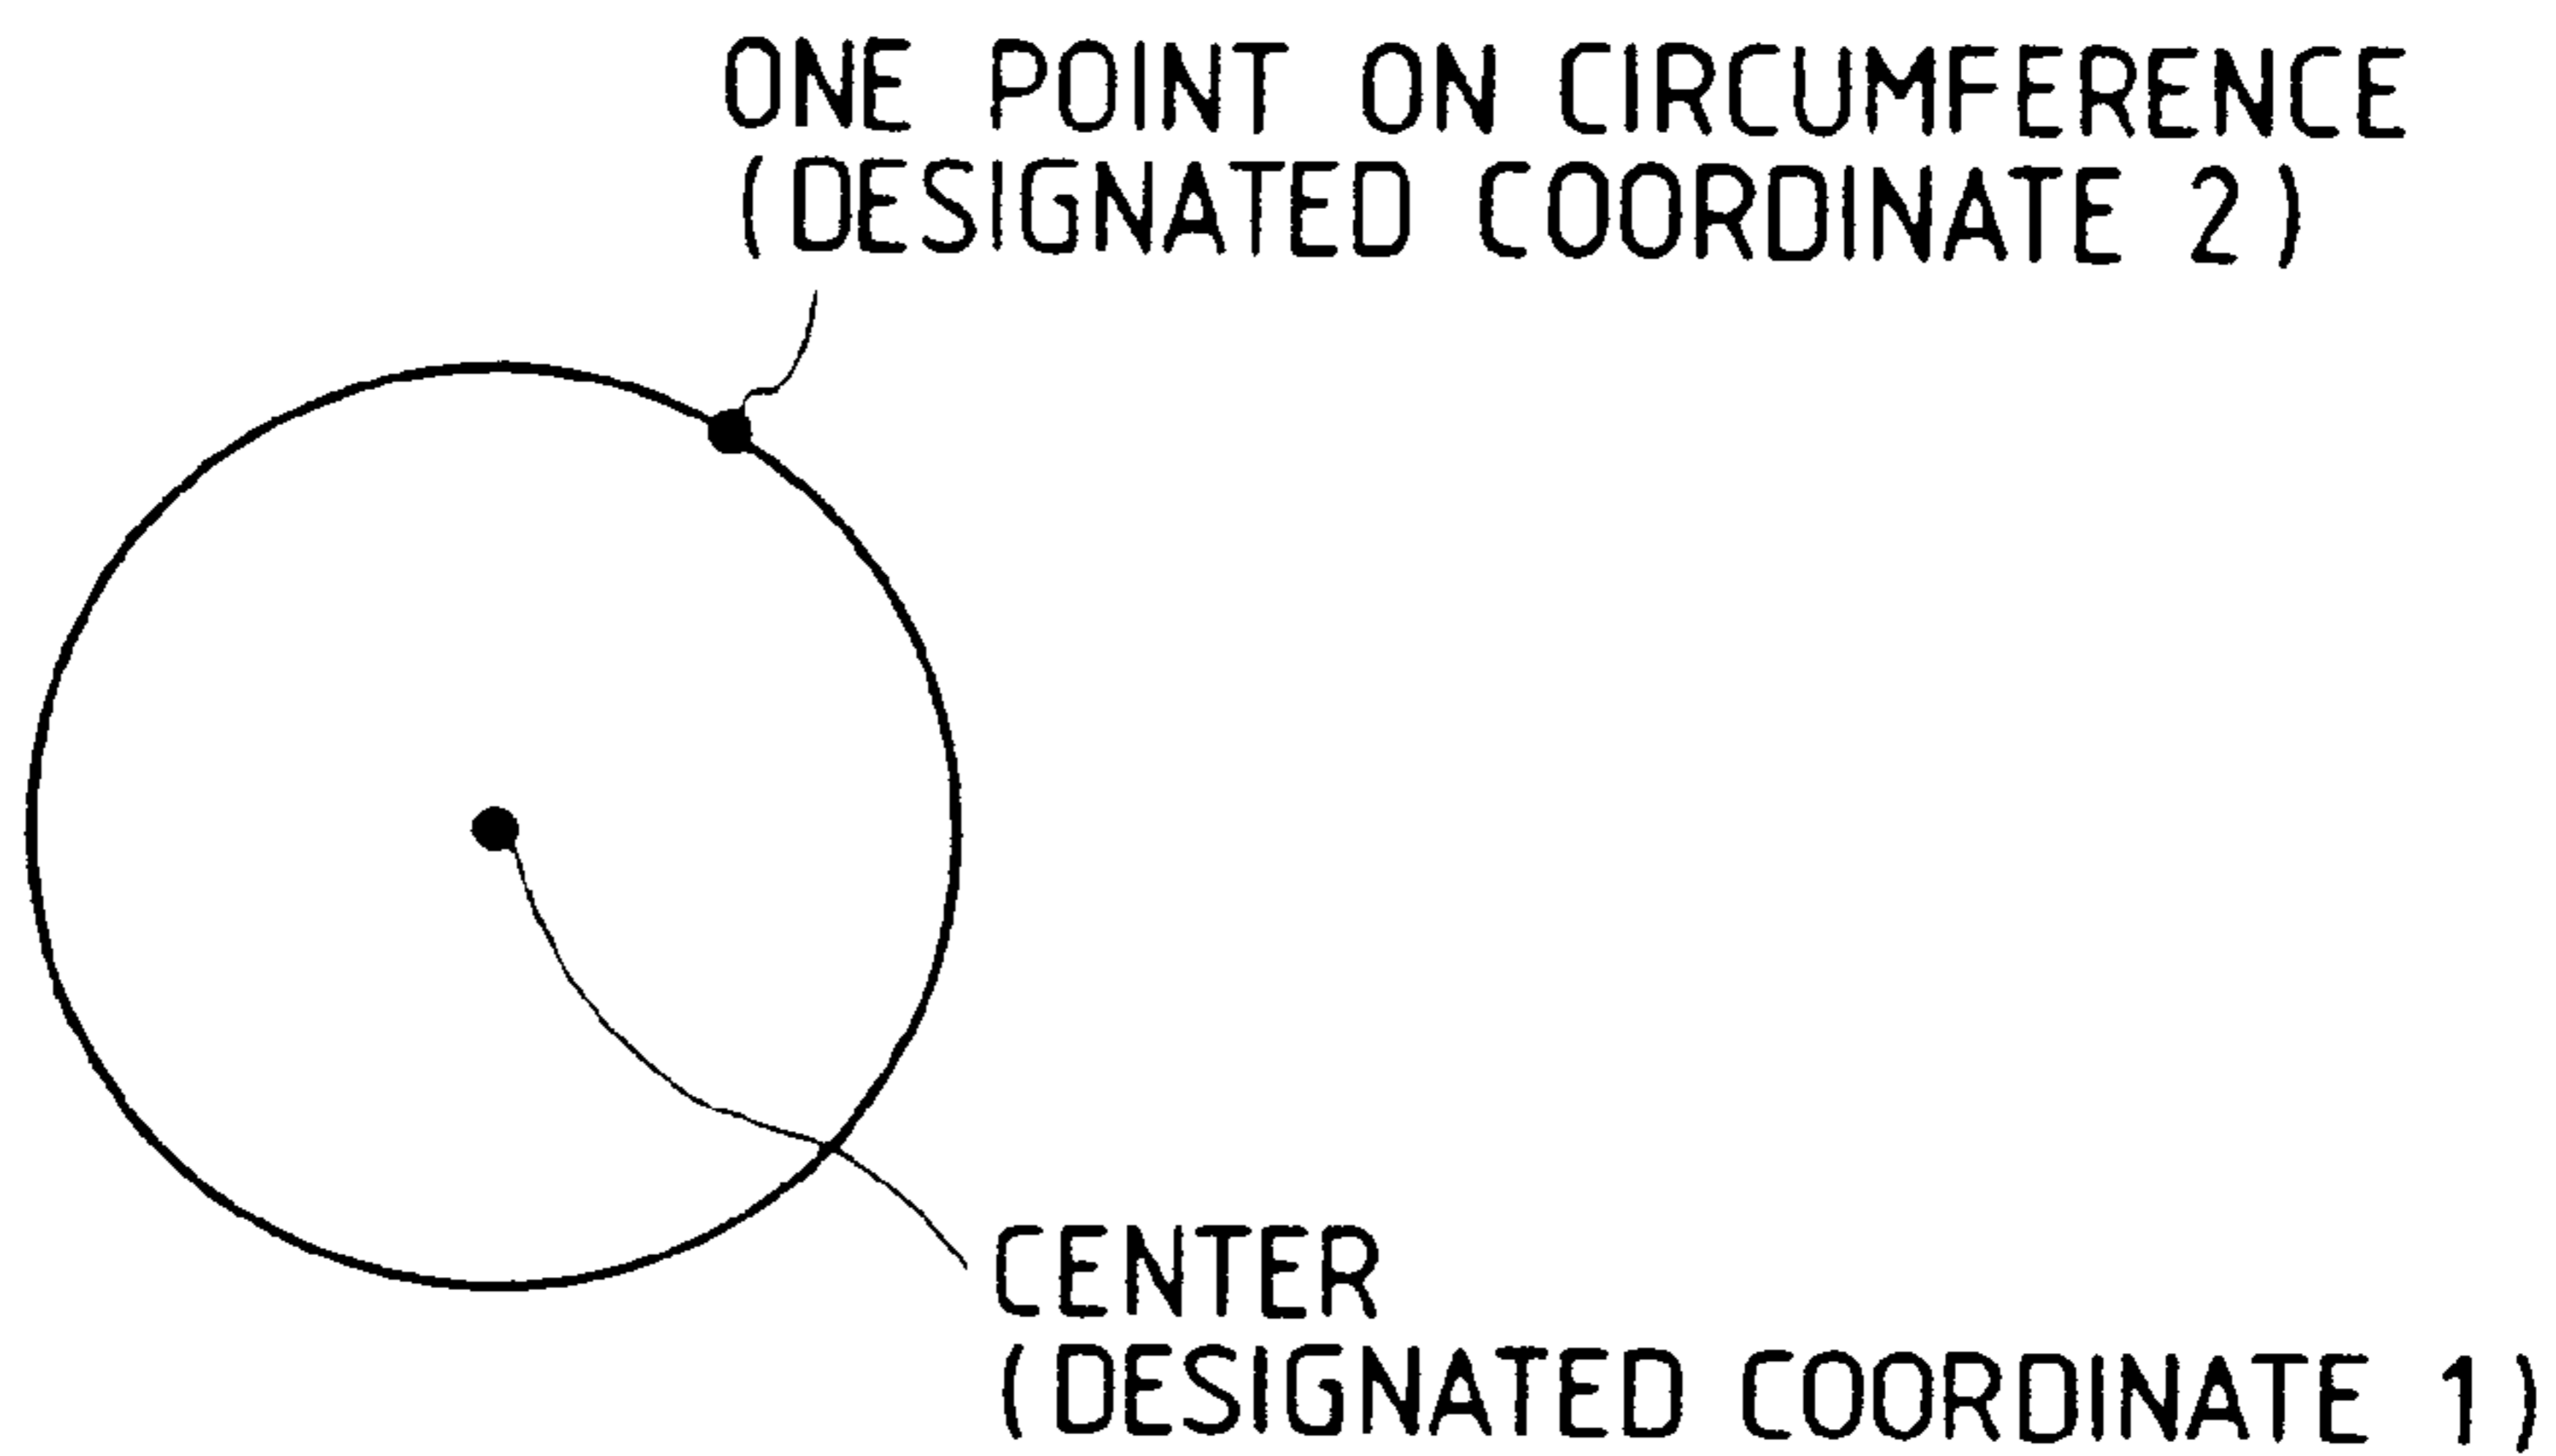 ONE POINT ON CIRCUMFERENCE
(DESIGNATED COORDINATE 2)
CENTER
(DESIGNATED COORDINATE 1)